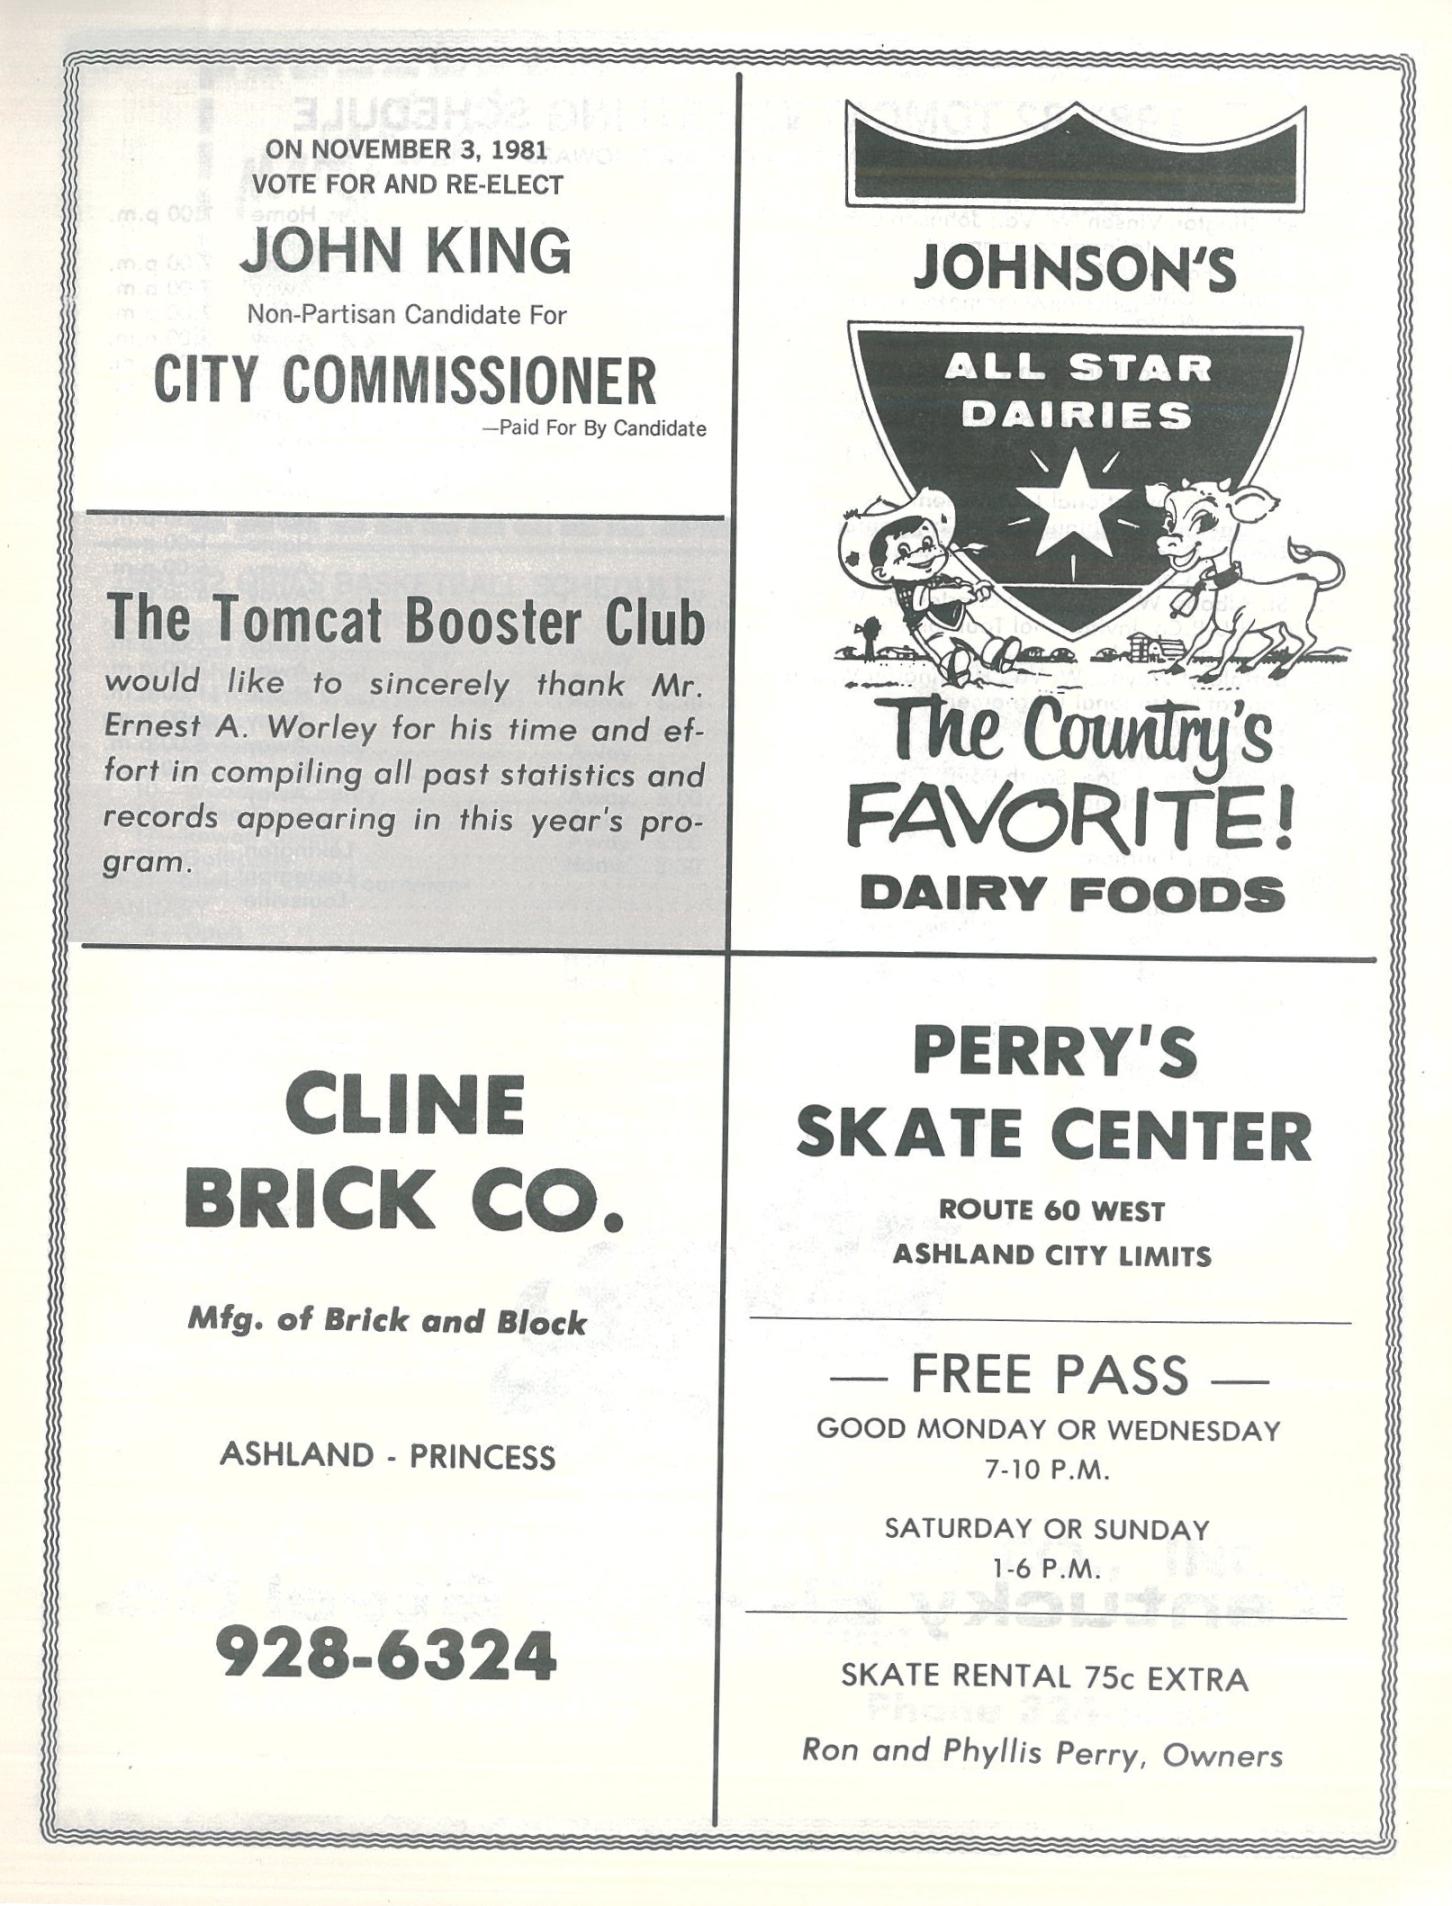 ON NOVEMBER 3, 1981
VOTE FOR AND RE-ELECT
JOHN KING
Non-Partisan Candidate For
CITY COMMISSIONER
—Paid For By Candidate
The Tomcat Booster Club
would like to sincerely thank Mr.
Ernest A. Worley for his time and ef-
fort in compiling all past statistics and
records appearing in this year's pro-
gram.
JOHNSON'S
ALL STAR
DAIRIES
The Country's
FAVORITE!
DAIRY FOODS
CLINE
BRICK CO.
Mfg. of Brick and Block
ASHLAND - PRINCESS
928-6324
PERRY'S
SKATE CENTER
ROUTE 60 WEST
ASHLAND CITY LIMITS
— FREE PASS —
GOOD MONDAY OR WEDNESDAY
7-10 P.M.
SATURDAY OR SUNDAY
1-6 P.M.
SKATE RENTAL 75c EXTRA
Ron and Phyllis Perry, Owners